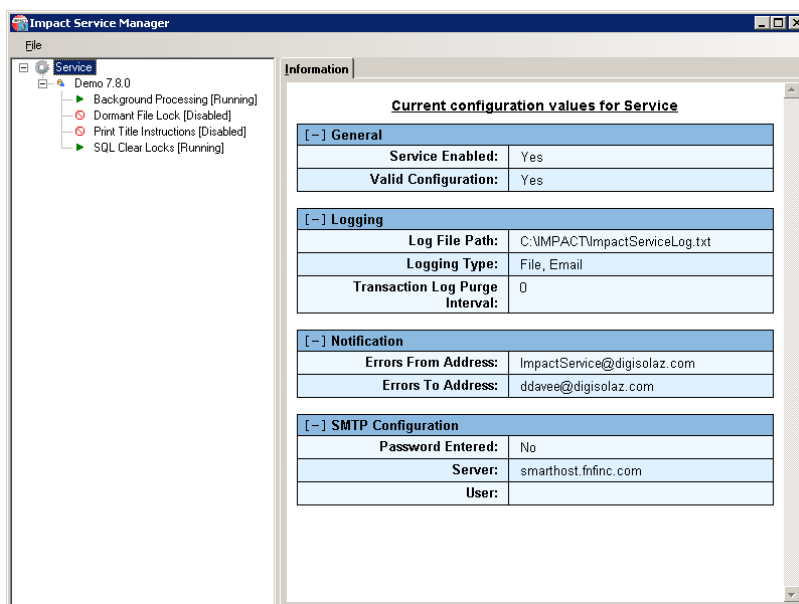 Impact Service Manager
File
Service
Demo 7.8.0
Background Processing [Running]
Dormant File Lock [Disabled]
Print Title Instructions [Disabled]
SQL Clear Locks [Running]
Information
Current configuration values for Service
[-] General
Service Enabled: Yes
Valid Configuration: Yes
[-] Logging
Log File Path: C:\IMPACT\ImpactServiceLog.txt
Logging Type: File, Email
Transaction Log Purge 0
Interval:
[-] Notification
Errors From Address: ImpactService@digisolaz.com
Errors To Address: ddavee@digisolaz.com
[-] SMTP Configuration
Password Entered: No
Server: smarthost.fnfinc.com
User: